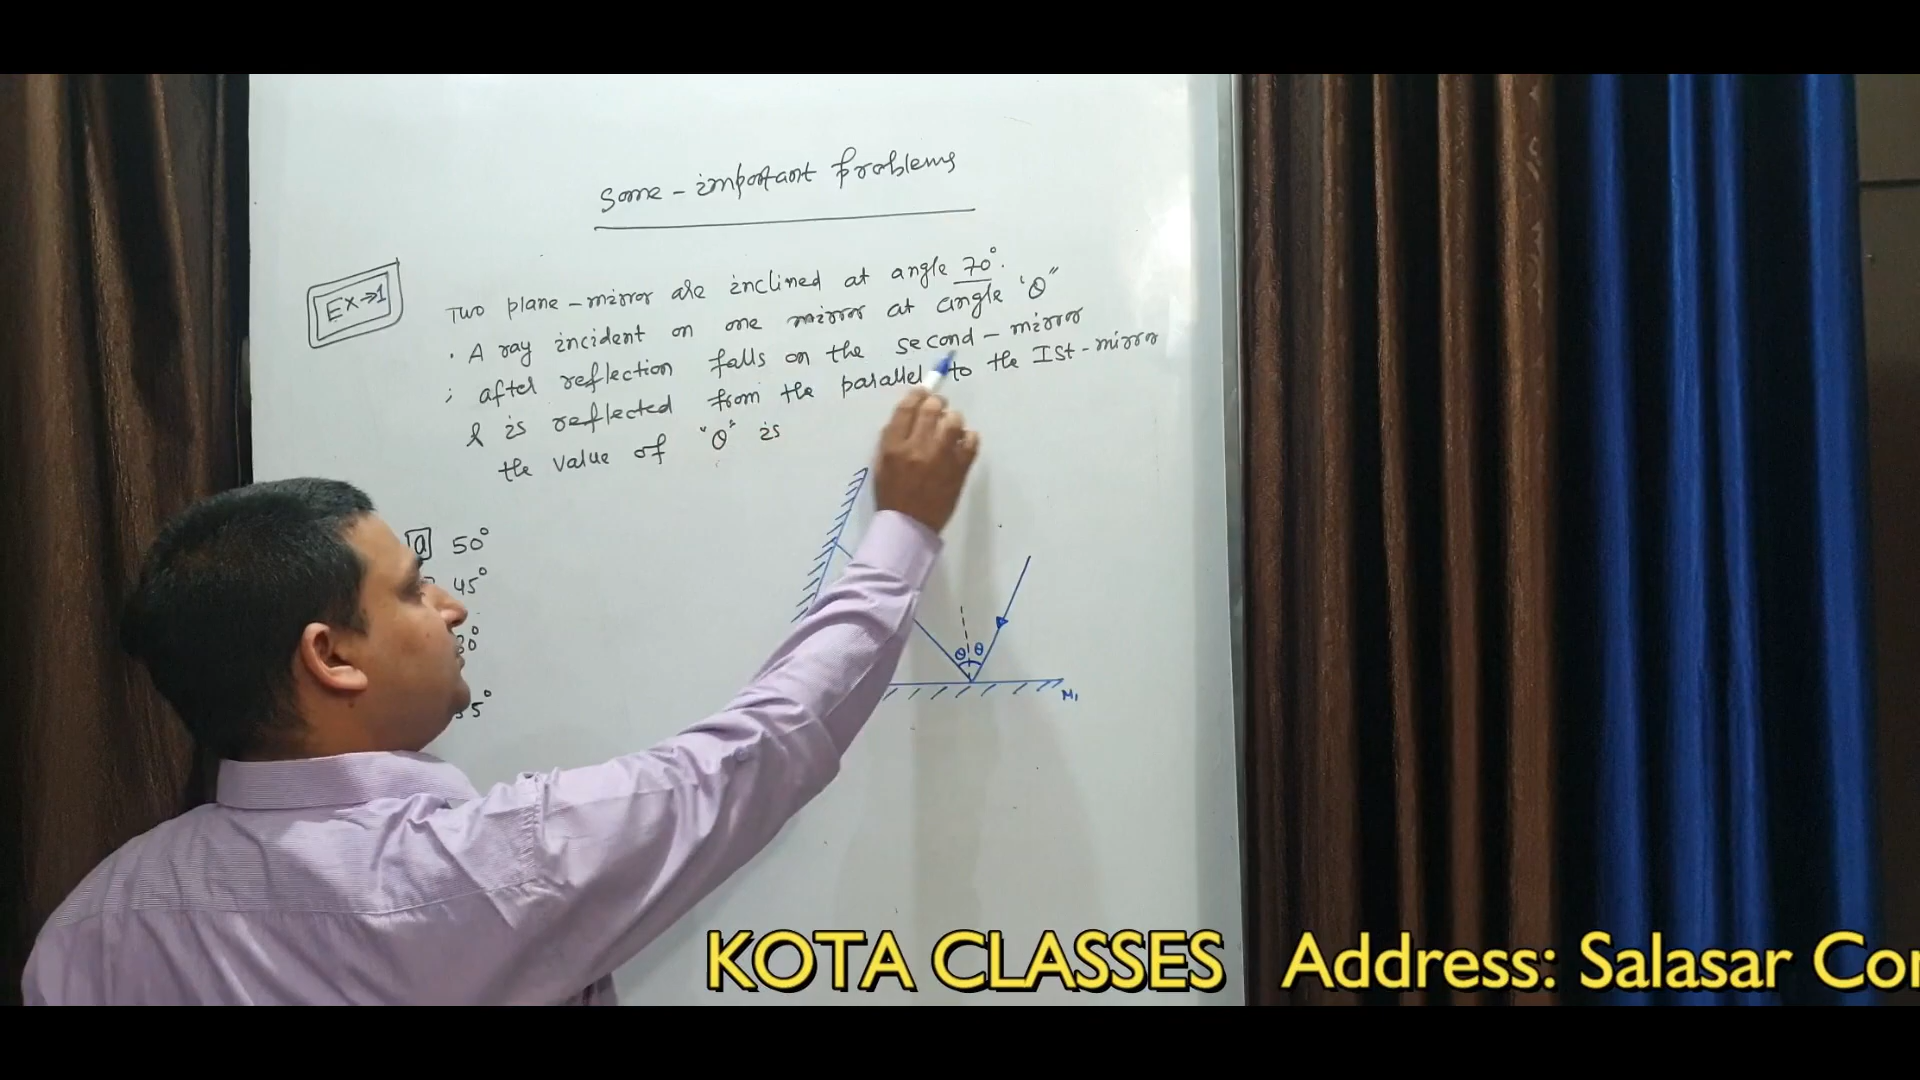 Some - important Problems
Ex→1
Two plane - mirror are inclined at angle 70°.
. A ray incident on one mirror at angle "θ"
; after reflection falls on the second - mirror
& is reflected from the parallel to the Ist - mirror
the value of "θ" is
a 50°
45°
30°
5°
θ θ
M₁
KOTA CLASSES Address: Salasar